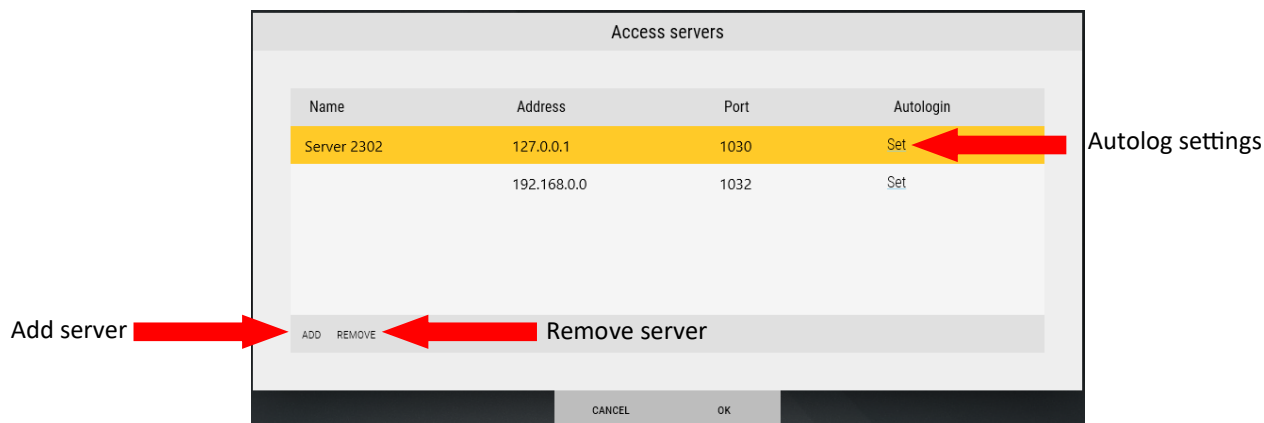 Access servers
Name Address Port Autologin
Server 2302 127.0.0.1 1030 Set Autolog settings
192.168.0.0 1032 Set
Add server ADD REMOVE Remove server
CANCEL OK